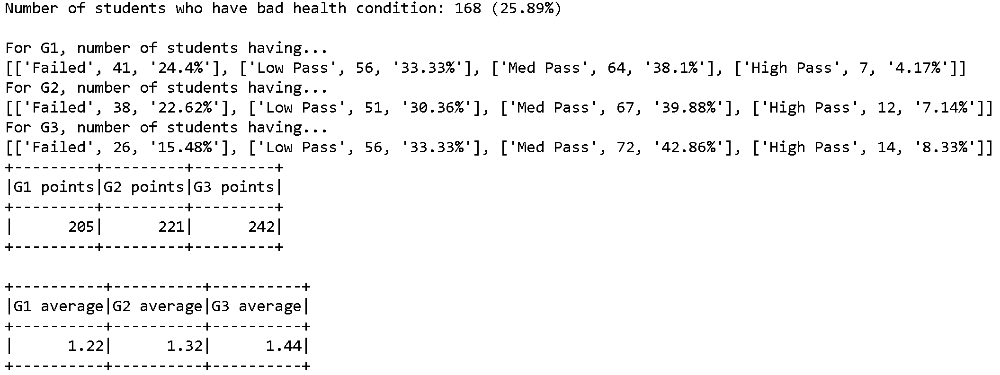 Number of students who have bad health condition: 168 (25.89%)
For G1, number of students having...
[['Failed', 41, '24.4%'], ['Low Pass', 56, '33.33%'], ['Med Pass', 64, '38.1%'], ['High Pass', 7, '4.17%']]
For G2, number of students having...
[['Failed', 38, '22.62%'], ['Low Pass', 51, '30.36%'], ['Med Pass', 67, '39.88%'], ['High Pass', 12, '7.14%']]
For G3, number of students having...
[['Failed', 26, '15.48%'], ['Low Pass', 56, '33.33%'], ['Med Pass', 72, '42.86%'], ['High Pass', 14, '8.33%']]
+---------+---------+---------+
|G1 points|G2 points|G3 points|
+---------+---------+---------+
|      205|      221|      242|
+---------+---------+---------+
+----------+----------+----------+
|G1 average|G2 average|G3 average|
+----------+----------+----------+
|      1.22|      1.32|      1.44|
+----------+----------+----------+